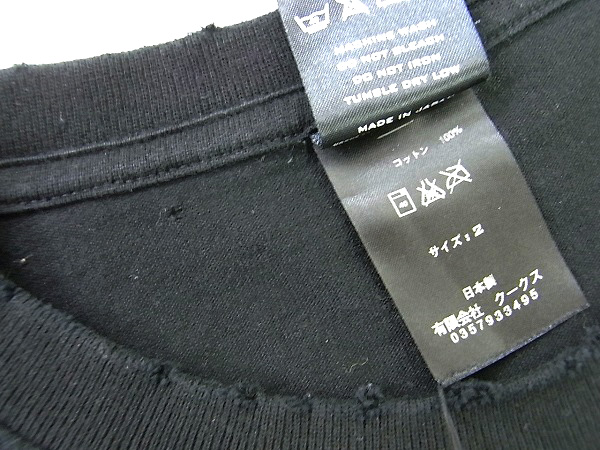 MACHINE WASH
DO NOT BLEACH
DO NOT IRON
TUMBLE DRY LOW
MADE IN JAPAN
コットン 100%
40
サイズ:2
日本製
有限会社 クークス
0357933495